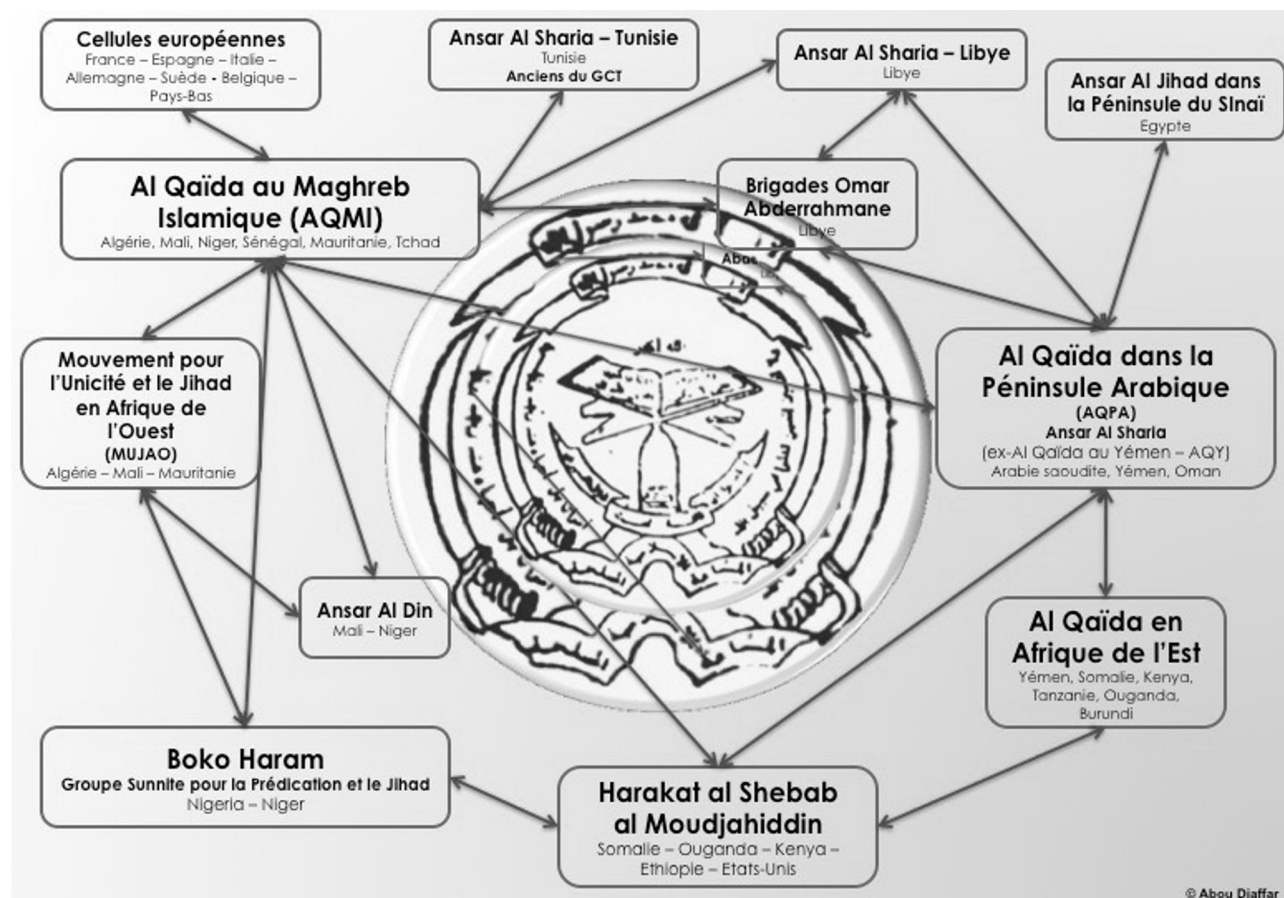 Cellules européennes
France – Espagne – Italie –
Allemagne – Suède - Belgique –
Pays-Bas
Ansar Al Sharia – Tunisie
Tunisie
Anciens du GCT
Ansar Al Sharia – Libye
Libye
Ansar Al Jihad dans
la Péninsule du SInaï
Egypte
Al Qaïda au Maghreb
Islamique (AQMI)
Algérie, Mali, Niger, Sénégal, Mauritanie, Tchad
Brigades Omar
Abderrahmane
Libye
Mouvement pour
l'Unicité et le Jihad
en Afrique de
l'Ouest
(MUJAO)
Algérie – Mali – Mauritanie
Al Qaïda dans la
Péninsule Arabique
(AQPA)
Ansar Al Sharia
(ex-Al Qaïda au Yémen – AQY)
Arabie saoudite, Yémen, Oman
Ansar Al Din
Mali – Niger
Al Qaïda en
Afrique de l'Est
Yémen, Somalie, Kenya,
Tanzanie, Ouganda,
Burundi
Boko Haram
Groupe Sunnite pour la Prédication et le Jihad
Nigeria – Niger
Harakat al Shebab
al Moudjahiddin
Somalie – Ouganda – Kenya –
Ethiopie – Etats-Unis
© Abou Djaffar